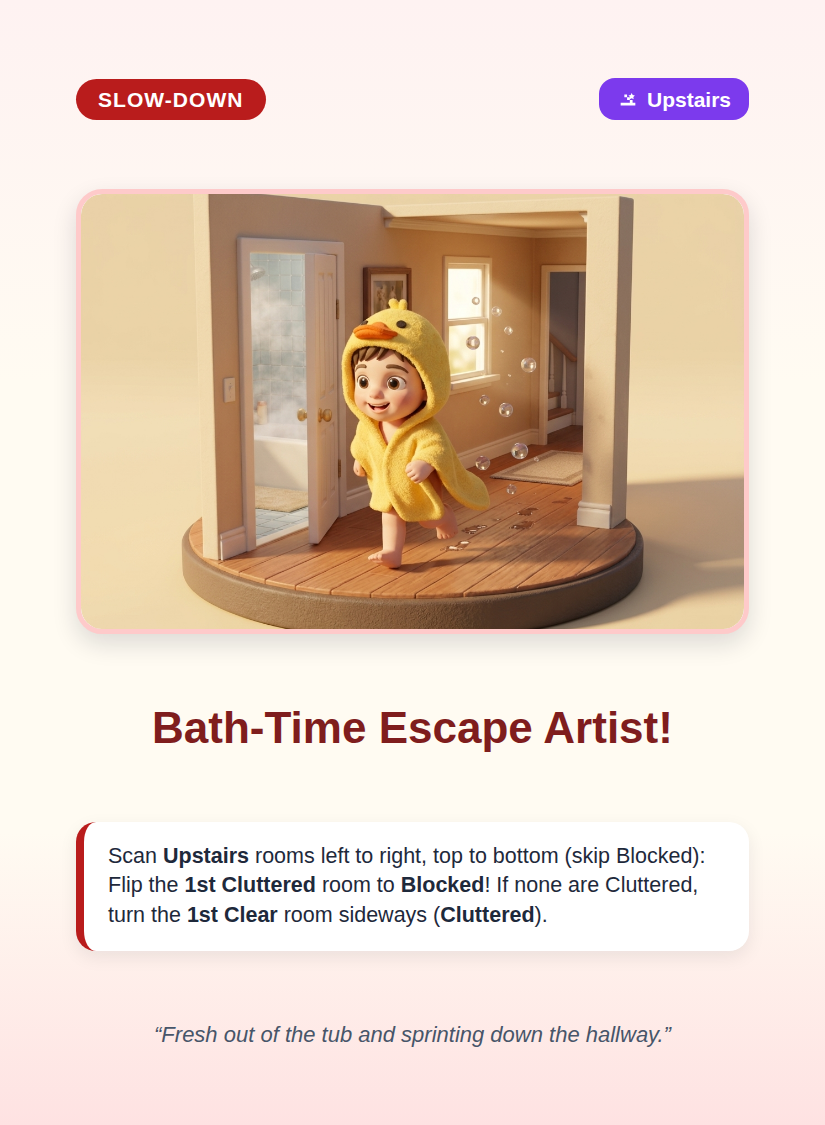 SLOW-DOWN
Upstairs
Bath-Time Escape Artist!
Scan Upstairs rooms left to right, top to bottom (skip Blocked):
Flip the 1st Cluttered room to Blocked! If none are Cluttered,
turn the 1st Clear room sideways (Cluttered).
“Fresh out of the tub and sprinting down the hallway.”